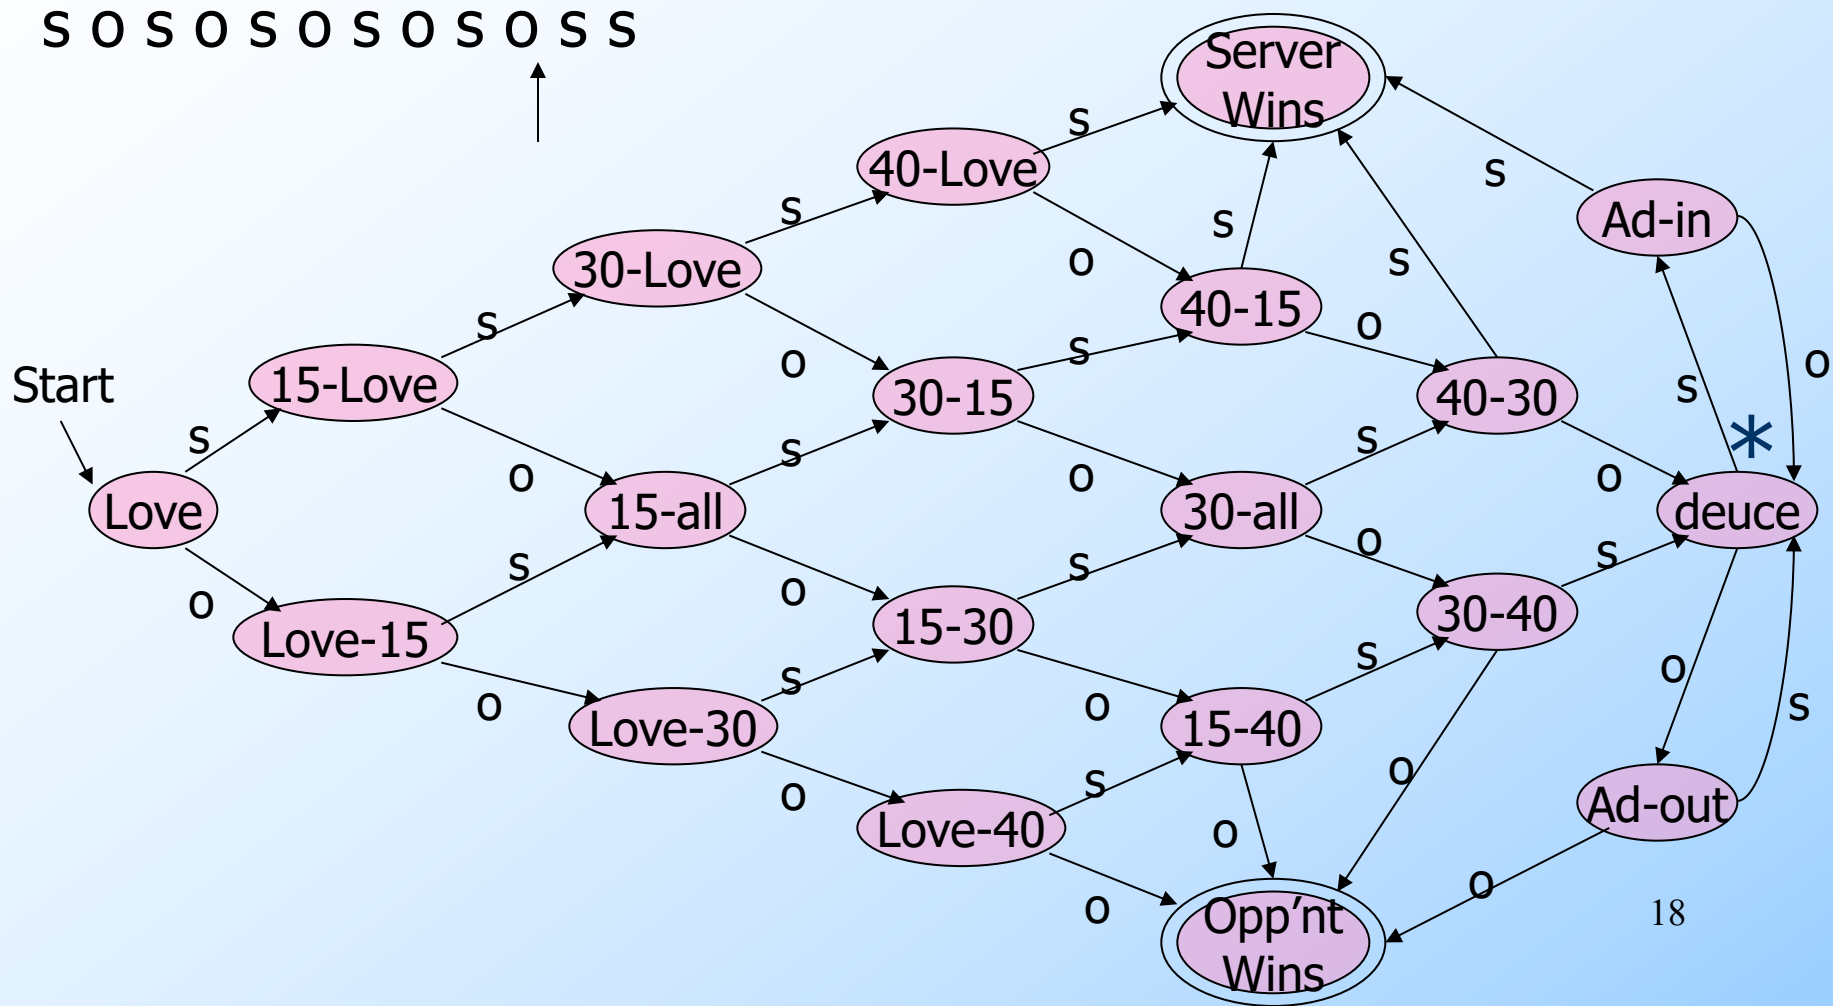 s o s o s o s o s o s s
Server
Wins
s
40-Love
s
Ad-in
s
s
30-Love
o
s
40-15
s
o
o
s
15-Love
o
s
30-15
40-30
s
*
Start
s
o
s
o
s
o
Love
15-all
30-all
deuce
s
o
s
o
s
o
Love-15
15-30
30-40
o
s
o
s
o
s
Love-30
15-40
o
s
o
Love-40
s
o
Ad-out
o
o
Opp’nt
Wins
18